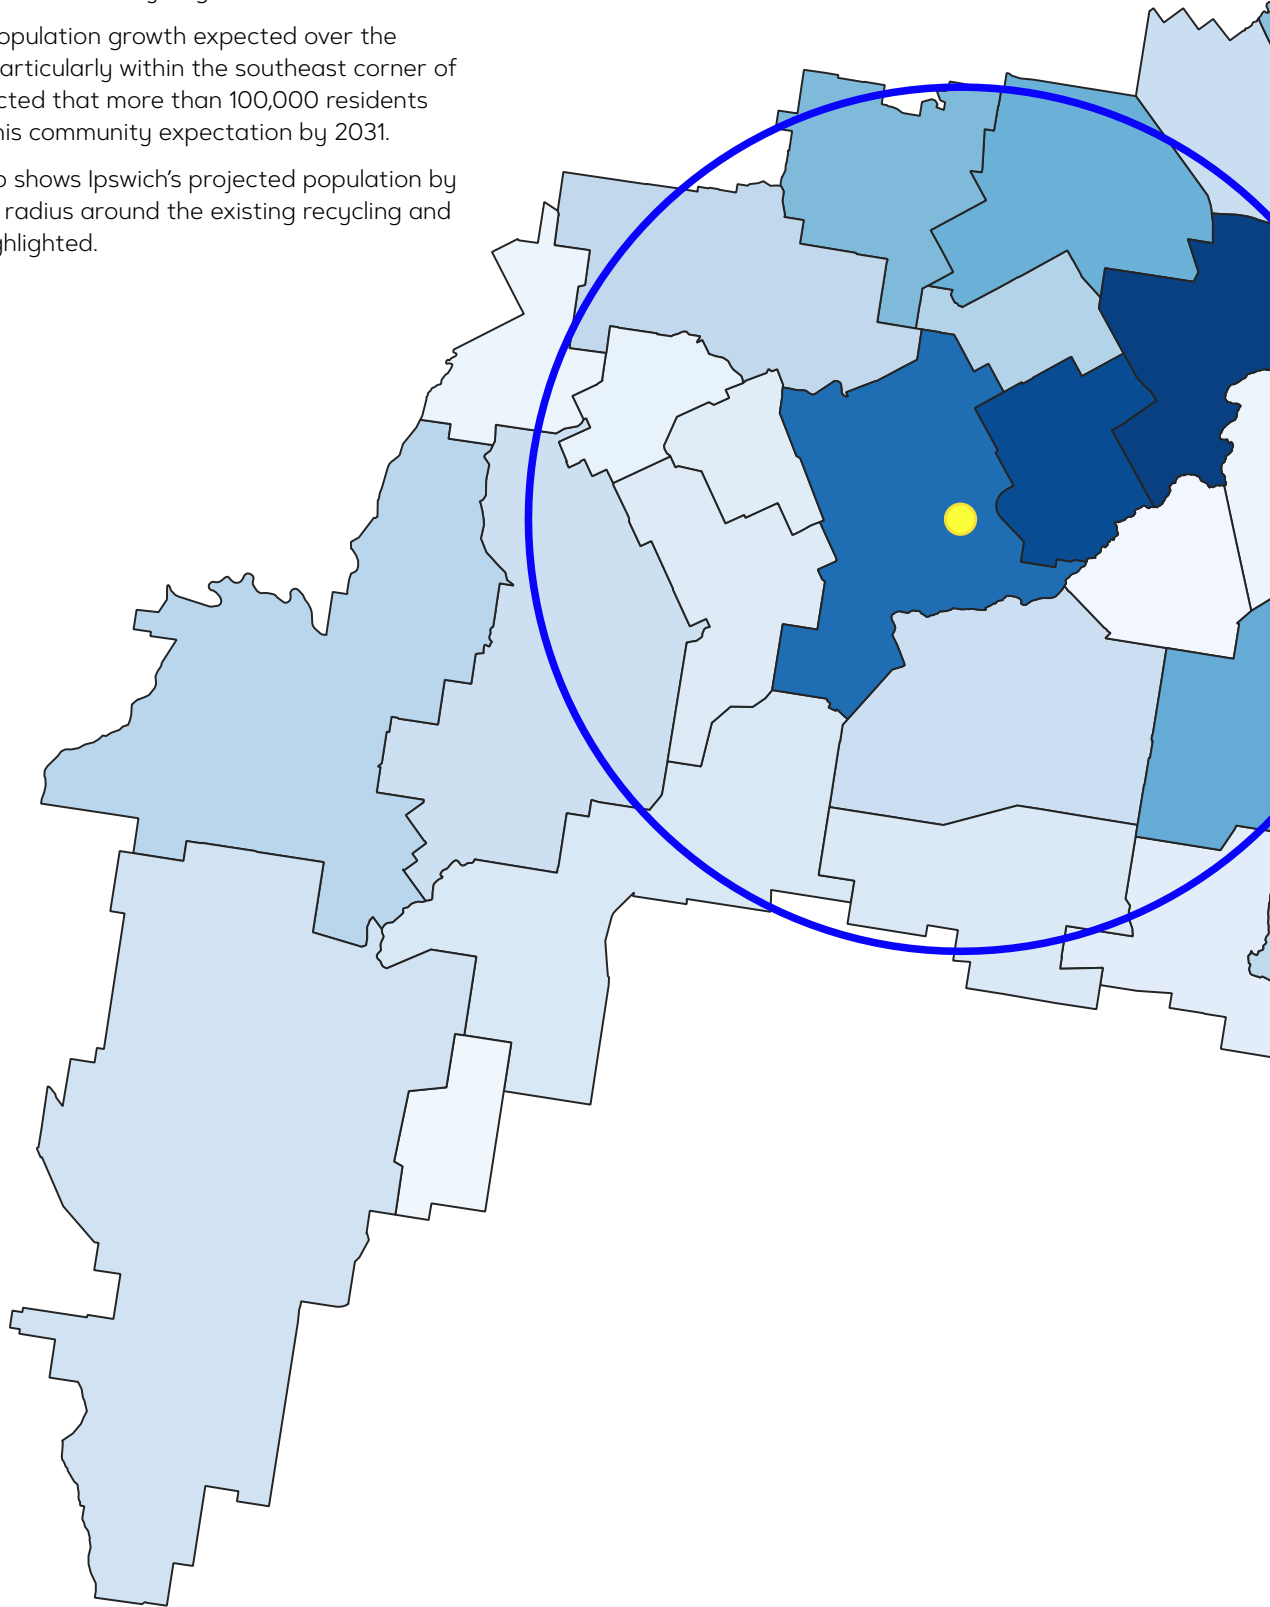 opulation growth expected over the
articularly within the southeast corner of
cted that more than 100,000 residents
his community expectation by 2031.
o shows Ipswich's projected population by
radius around the existing recycling and
ghlighted.